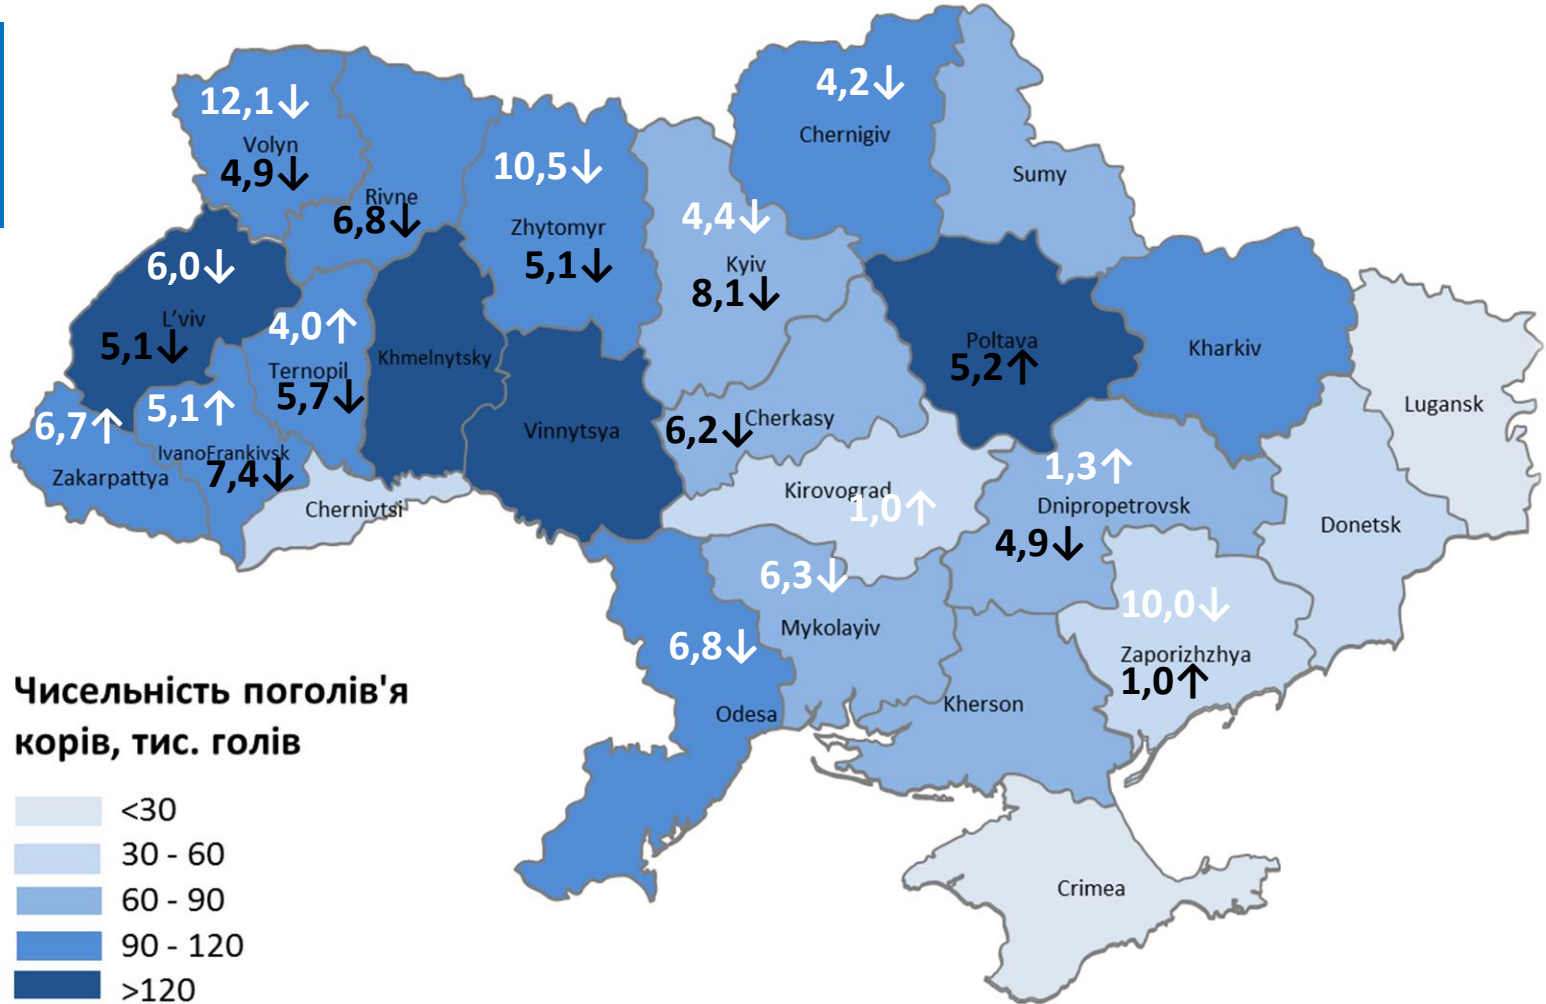 4,2↓
Chernigiv
12,1↓
Volyn
4,9↓
Rivne
6,8↓
10,5↓
Zhytomyr
5,1↓
4,4↓
Kyiv
8,1↓
Sumy
6,0↓
L'viv
5,1↓
4,0↑
Ternopil
5,7↓
Khmelnytsky
Vinnytsya
6,2↓
Cherkasy
Poltava
5,2↑
Kharkiv
Lugansk
6,7↑
Zakarpattya
5,1↑
IvanoFrankivsk
7,4↓
Chernivtsi
Kirovograd
1,0↑
1,3↑
Dnipropetrovsk
4,9↓
Donetsk
6,3↓
Mykolayiv
10,0↓
Zaporizhzhya
1,0↑
6,8↓
Odesa
Kherson
Crimea
Чисельність поголів'я
корів, тис. голів
<30
30 - 60
60 - 90
90 - 120
>120